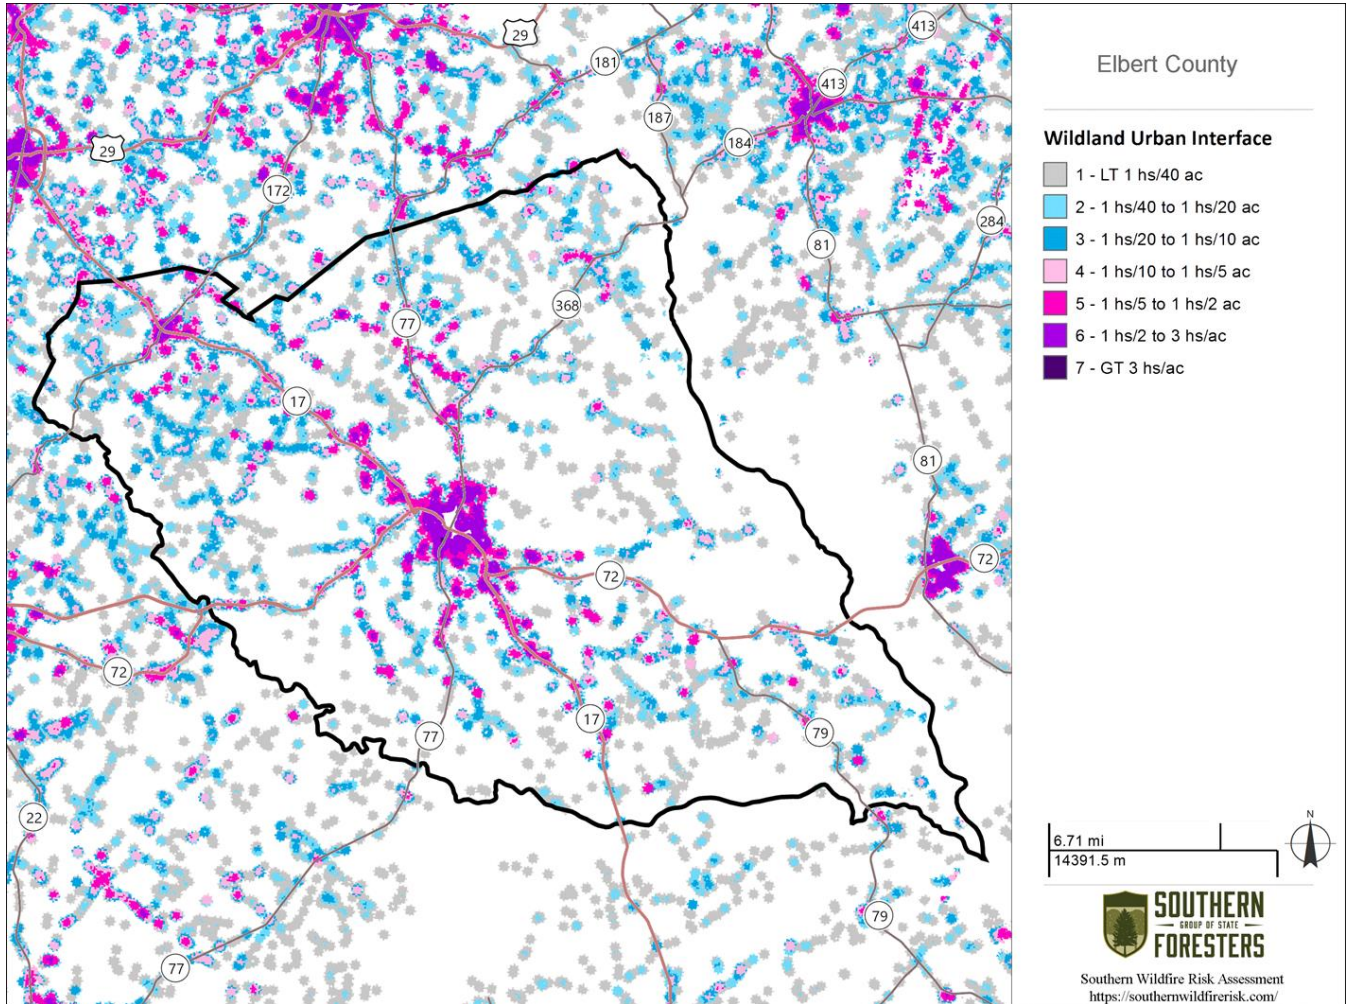 Elbert County
Wildland Urban Interface
1 - LT 1 hs/40 ac
2 - 1 hs/40 to 1 hs/20 ac
3 - 1 hs/20 to 1 hs/10 ac
4 - 1 hs/10 to 1 hs/5 ac
5 - 1 hs/5 to 1 hs/2 ac
6 - 1 hs/2 to 3 hs/ac
7 - GT 3 hs/ac
29
413
181
413
187
184
29
172
284
81
368
77
17
81
72
72
72
17
77
79
22
79
77
N
6.71 mi
14391.5 m
SOUTHERN
GROUP OF STATE
FORESTERS
Southern Wildfire Risk Assessment
https://southernwildfirerisk.com/